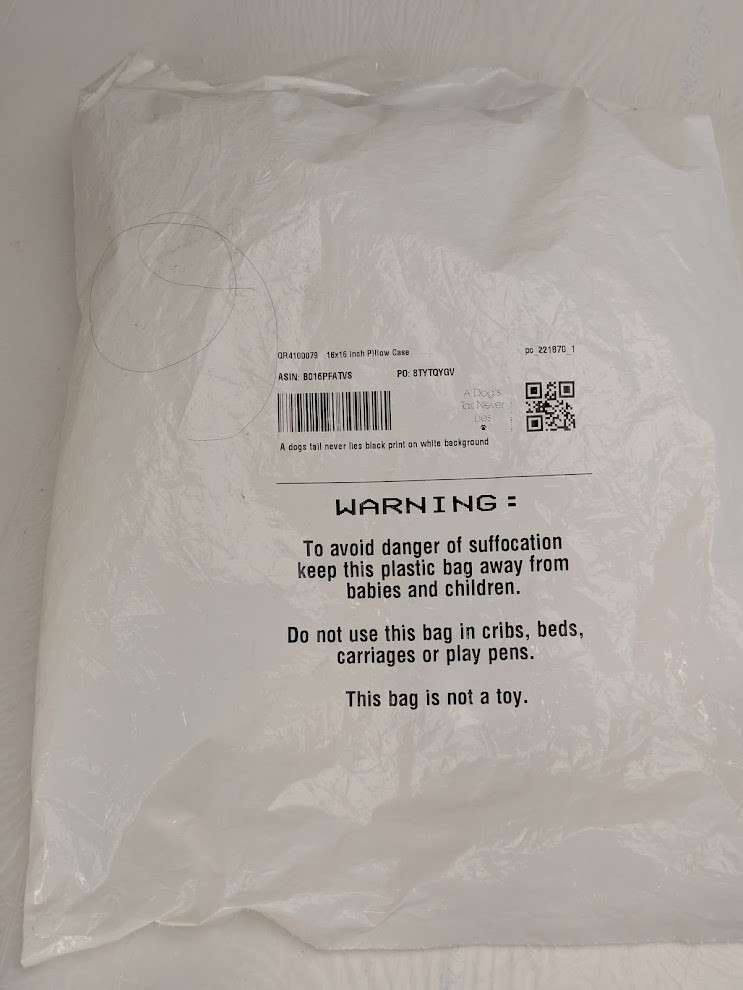 QR4100079 16x16 Inch Pillow Case
pc_221870_1
ASIN: B016PFATVS PO: 8TYTQYGV
A Dog's
Tail Never
Lies
A dogs tail never lies black print on white background
WARNING:
To avoid danger of suffocation
keep this plastic bag away from
babies and children.
Do not use this bag in cribs, beds,
carriages or play pens.
This bag is not a toy.